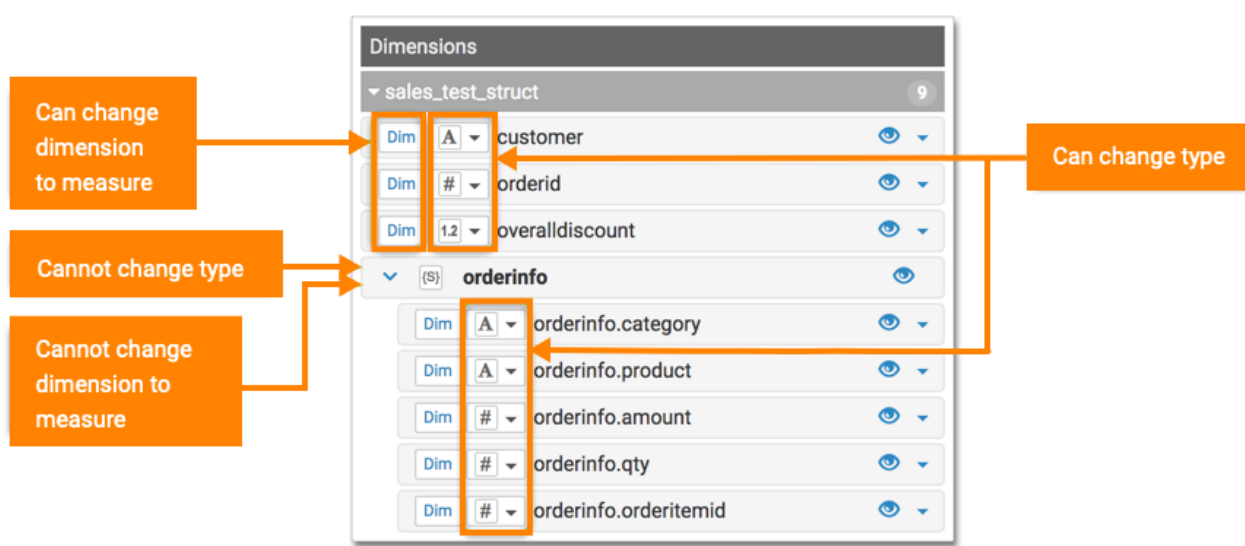 Dimensions
sales_test_struct 9
Can change
dimension
to measure
Dim A customer
Can change type
Dim # orderid
Dim 1.2 overalldiscount
Cannot change type
{S} orderinfo
Dim A orderinfo.category
Cannot change
dimension to
measure
Dim A orderinfo.product
Dim # orderinfo.amount
Dim # orderinfo.qty
Dim # orderinfo.orderitemid